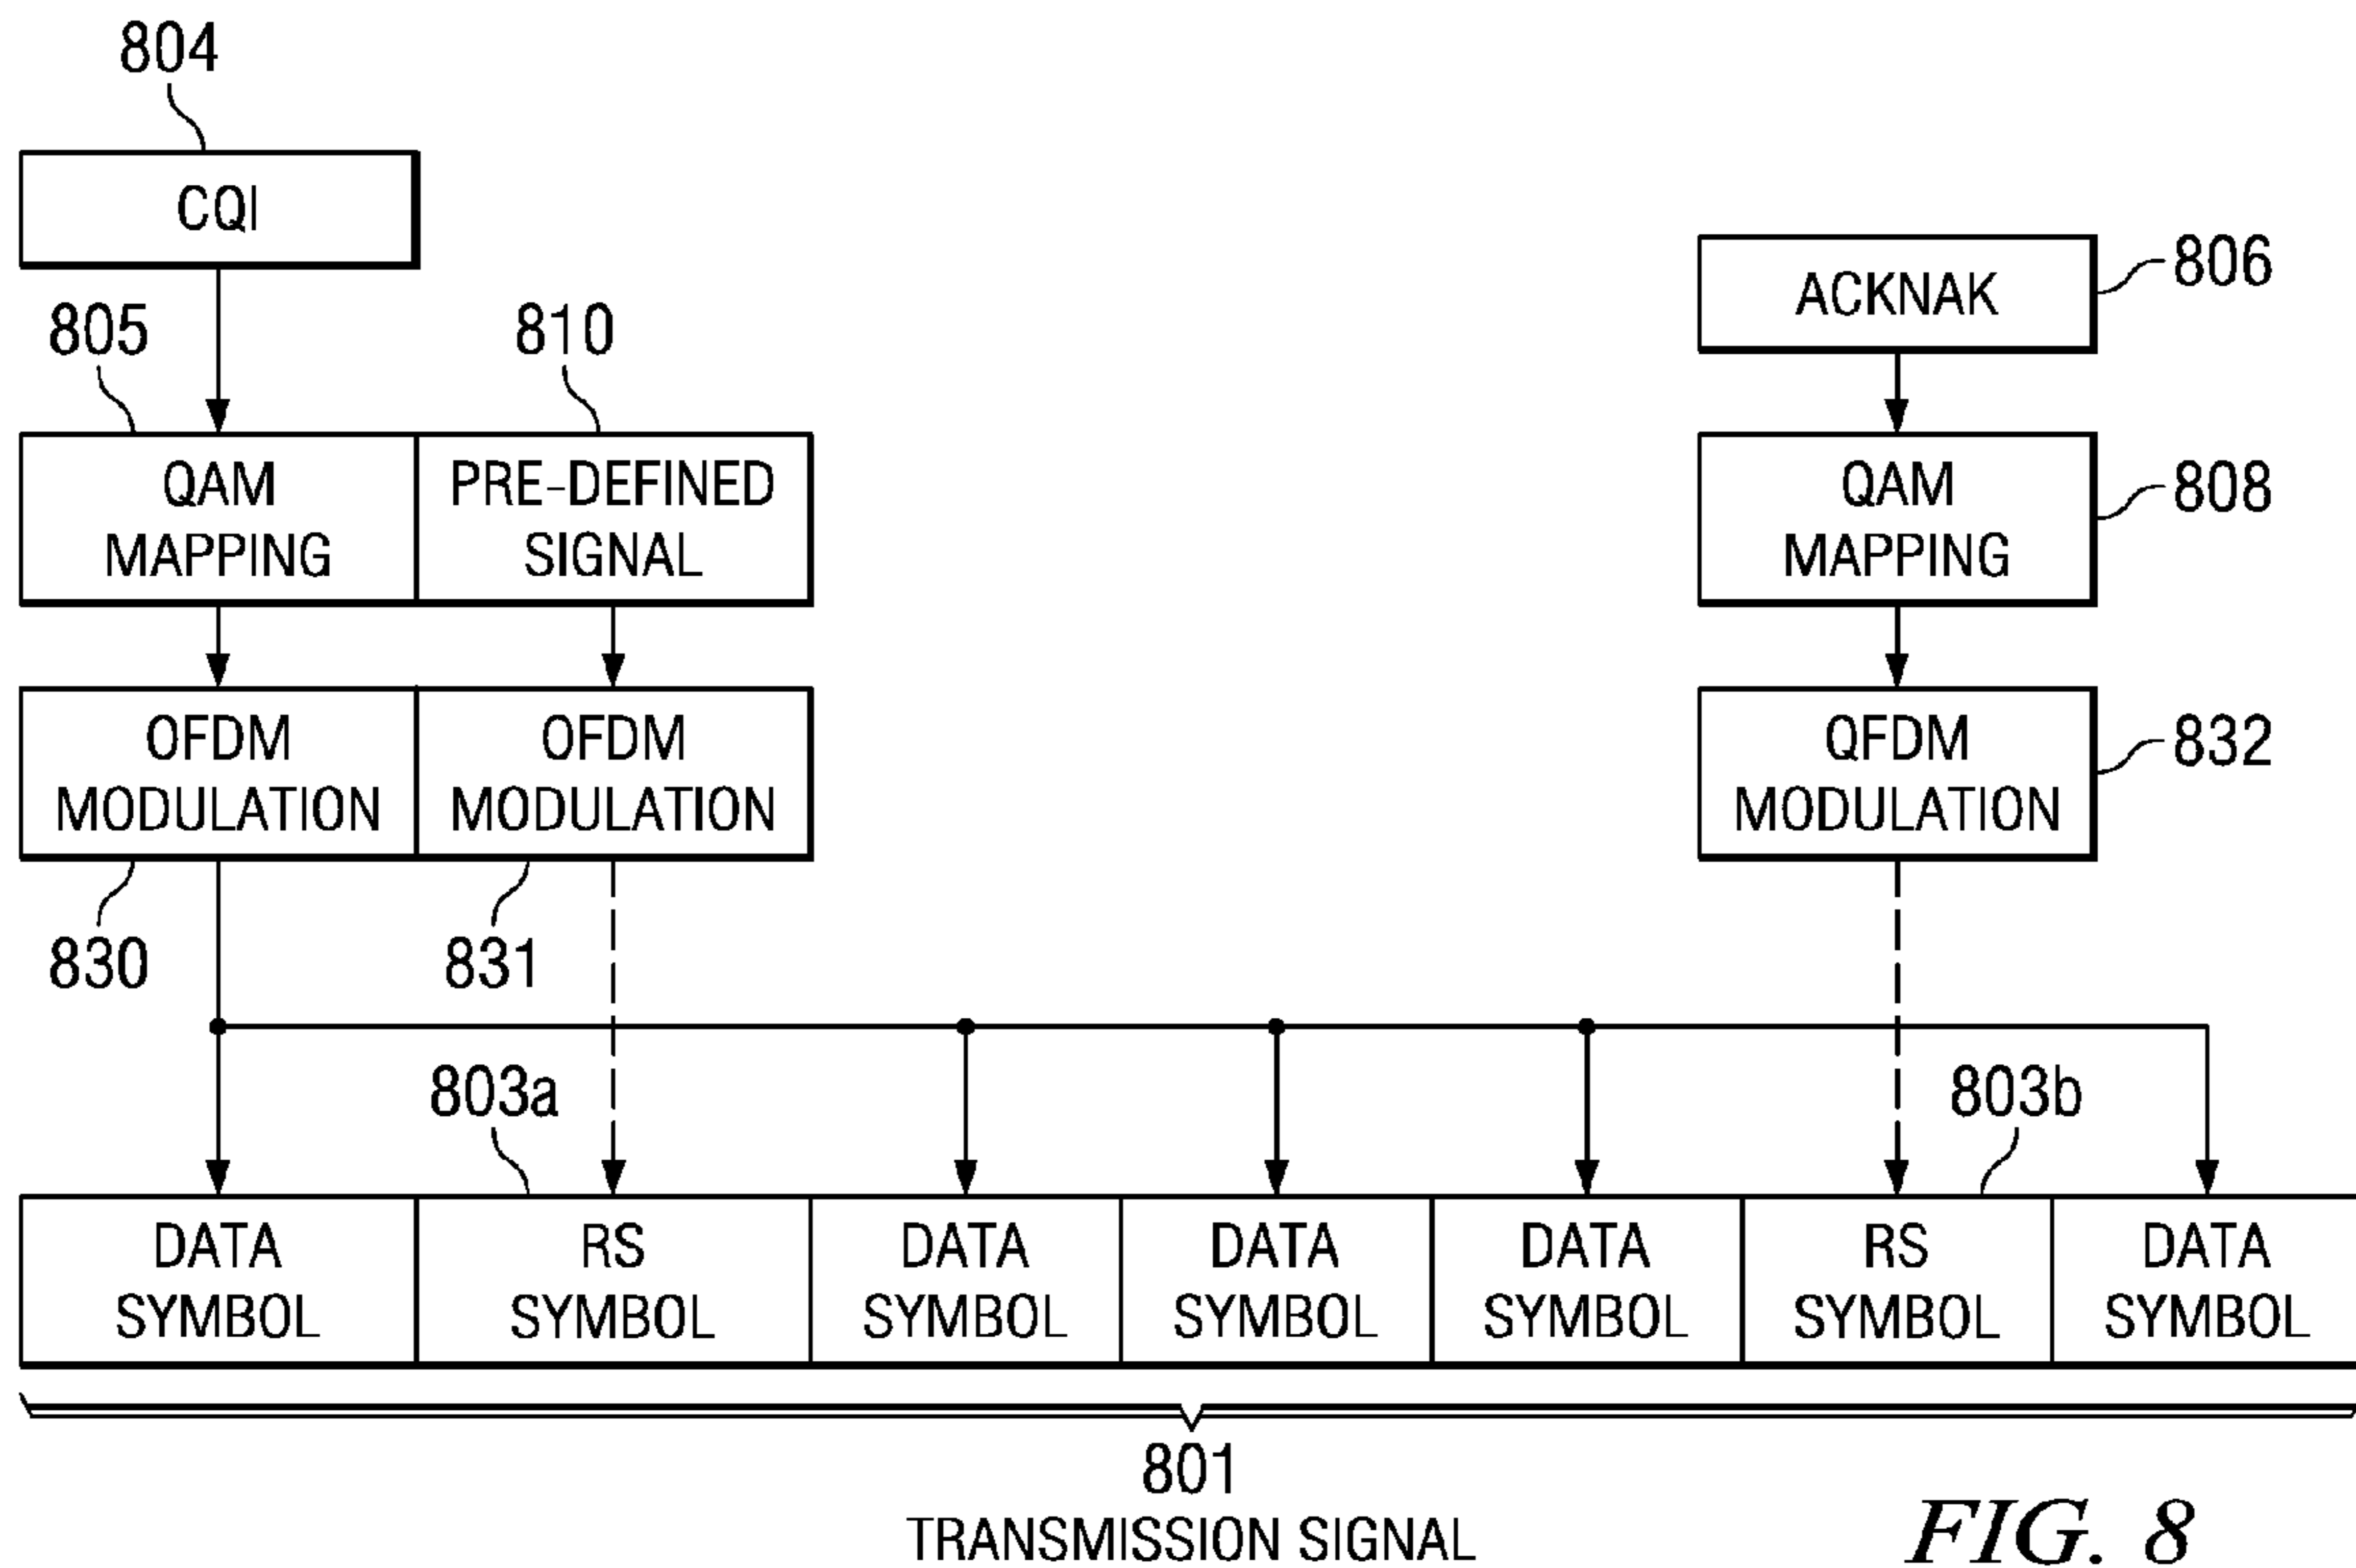 804
CQI
806
ACKNAK
805
810
QAM
MAPPING
PRE-DEFINED
SIGNAL
QAM
MAPPING
808
OFDM
MODULATION
OFDM
MODULATION
QFDM
MODULATION
832
830
831
803a
803b
DATA
SYMBOL
RS
SYMBOL
DATA
SYMBOL
DATA
SYMBOL
DATA
SYMBOL
RS
SYMBOL
DATA
SYMBOL
801
TRANSMISSION SIGNAL
FIG. 8